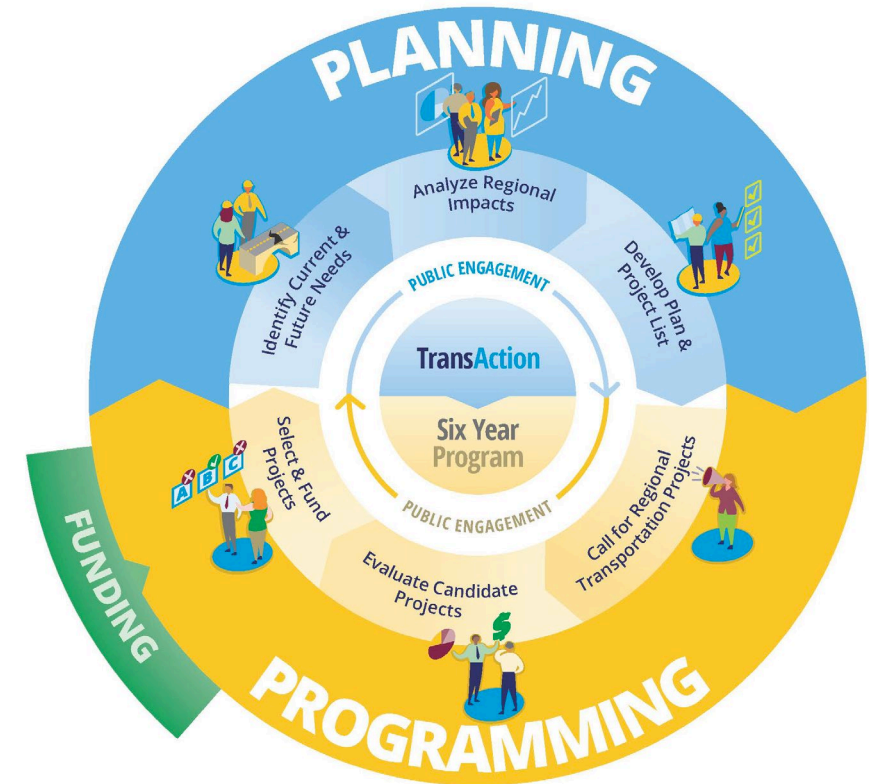 PLANNING
Analyze Regional
Impacts
Identify Current &
Future Needs
Develop Plan &
Project List
PUBLIC ENGAGEMENT
TransAction
Six Year
Program
PUBLIC ENGAGEMENT
Select & Fund
Projects
A B C
Call for Regional
Transportation Projects
Evaluate Candidate
Projects
$
FUNDING
PROGRAMMING